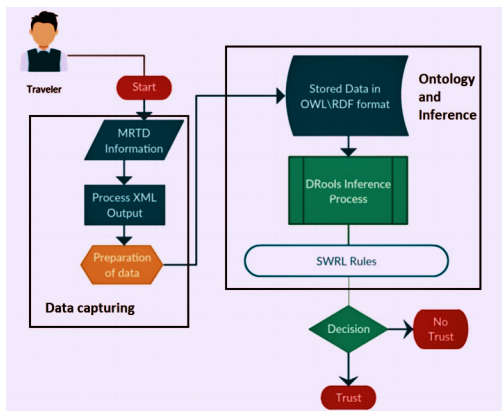 Traveler
Start
MRTD
Information
Process XML
Output
Preparation
of data
Data capturing
Stored Data in
OWL\RDF format
Ontology
and
Inference
DRools Inference
Process
SWRL Rules
Decision
No
Trust
Trust